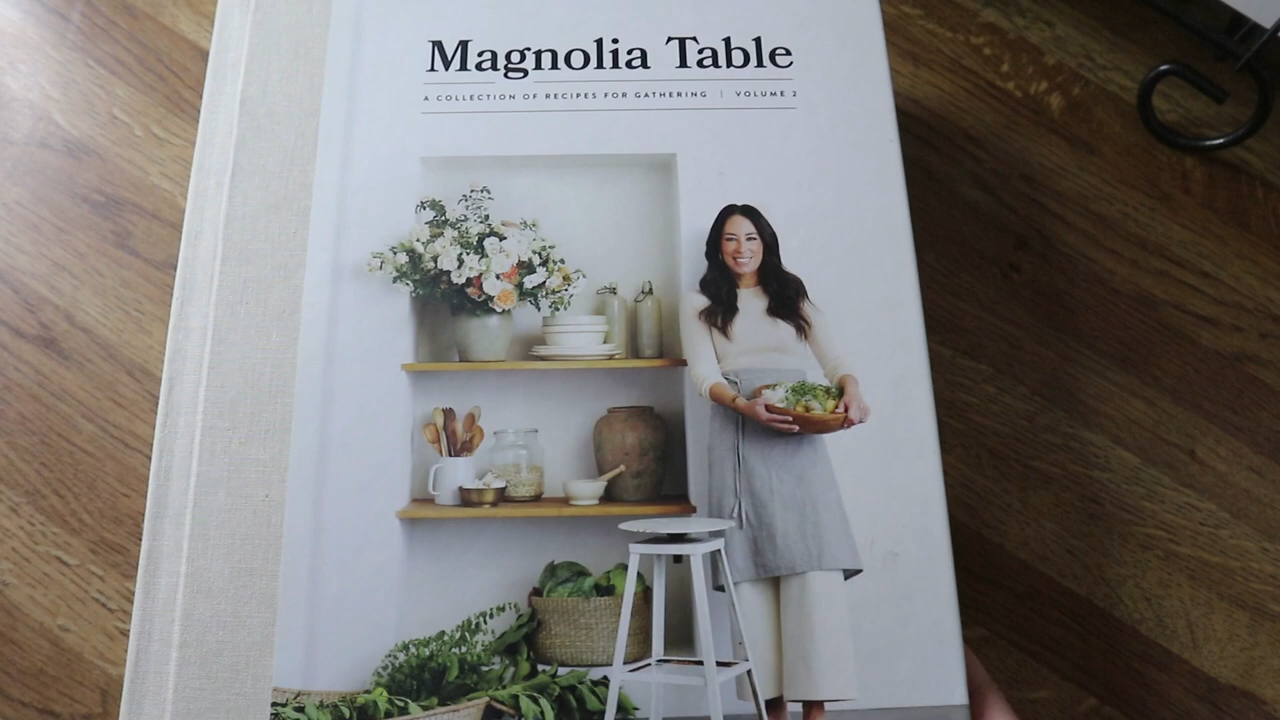 Magnolia Table
A COLLECTION OF RECIPES FOR GATHERING | VOLUME 2